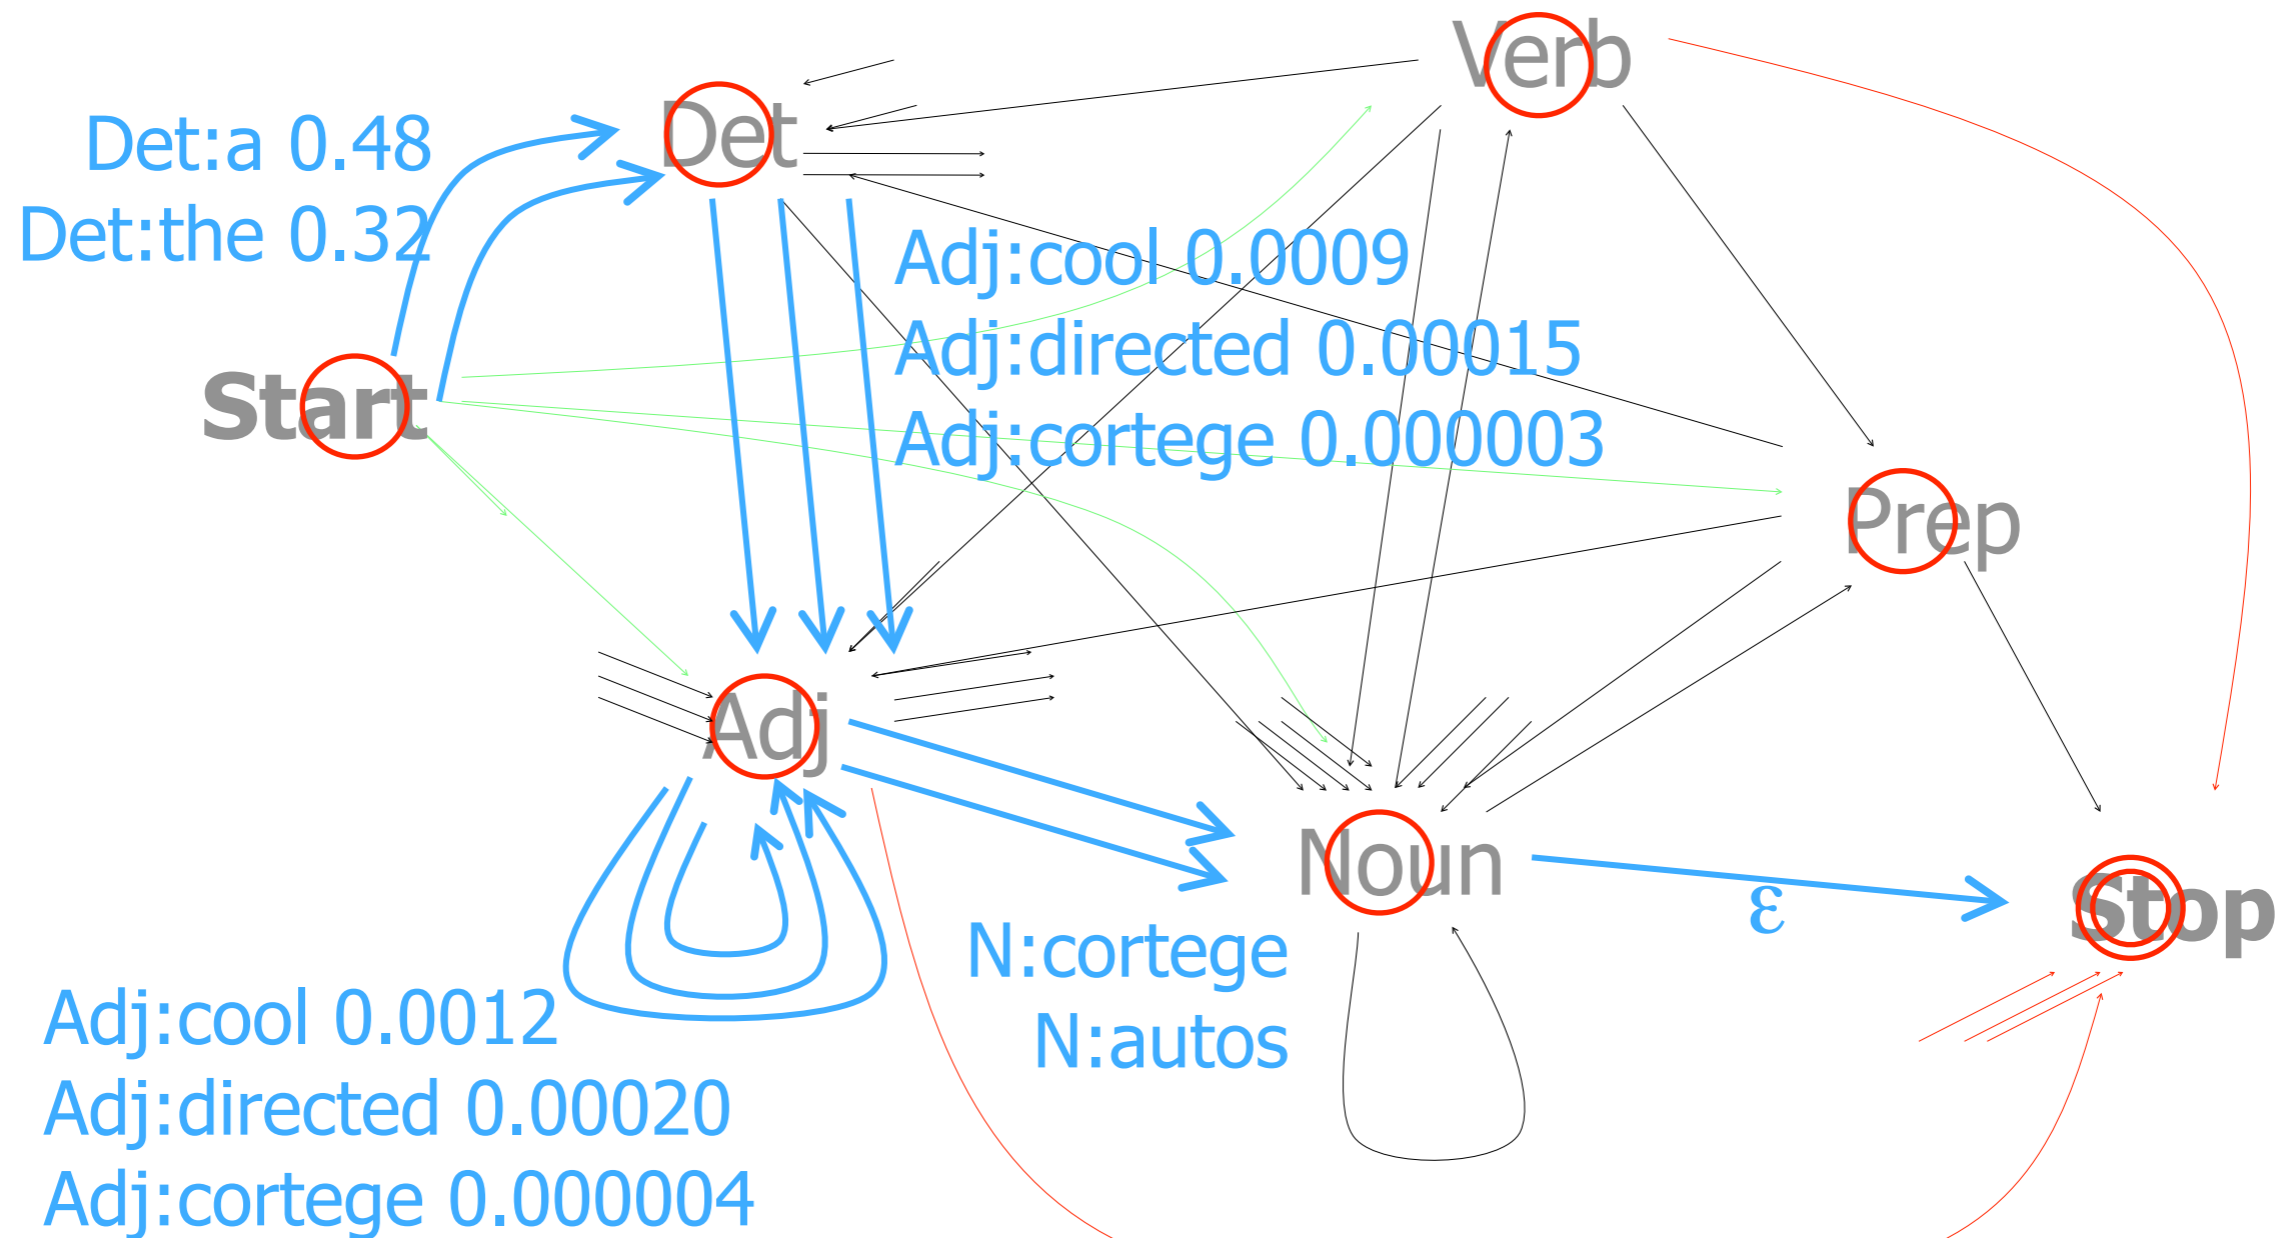 Verb
Det
Det:a 0.48
Det:the 0.32
Adj:cool 0.0009
Adj:directed 0.00015
Adj:cortege 0.000003
Start
Prep
Adj
Noun
ε
Stop
N:cortege
N:autos
Adj:cool 0.0012
Adj:directed 0.00020
Adj:cortege 0.000004